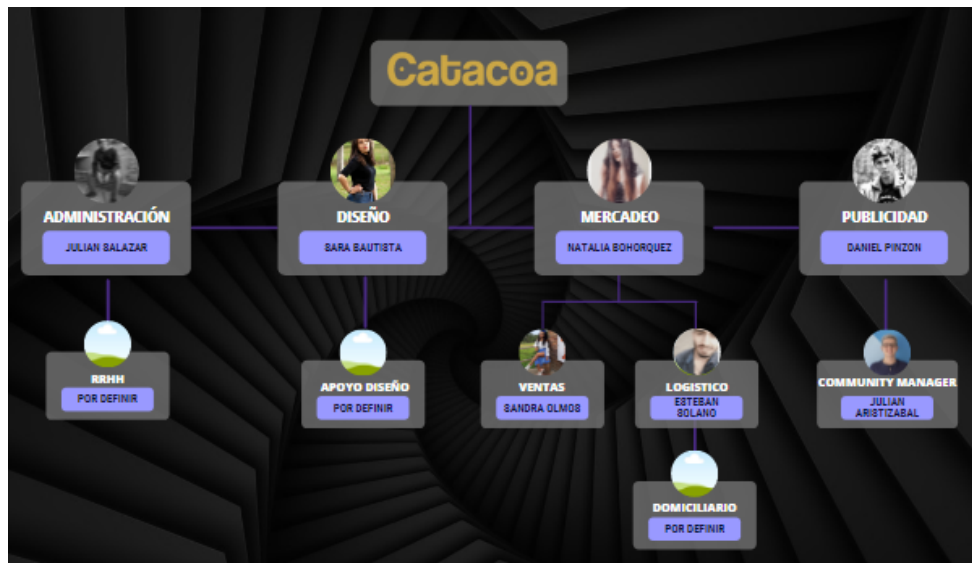 Catacoa
ADMINISTRACIÓN
JULIAN SALAZAR
DISEÑO
SARA BAUTISTA
MERCADEO
NATALIA BOHORQUEZ
PUBLICIDAD
DANIEL PINZON
RRHH
POR DEFINIR
APOYO DISEÑO
POR DEFINIR
VENTAS
SANDRA OLMOS
LOGISTICO
ESTEBAN
SOLANO
COMMUNITY MANAGER
JULIAN
ARISTIZABAL
DOMICILIARIO
POR DEFINIR